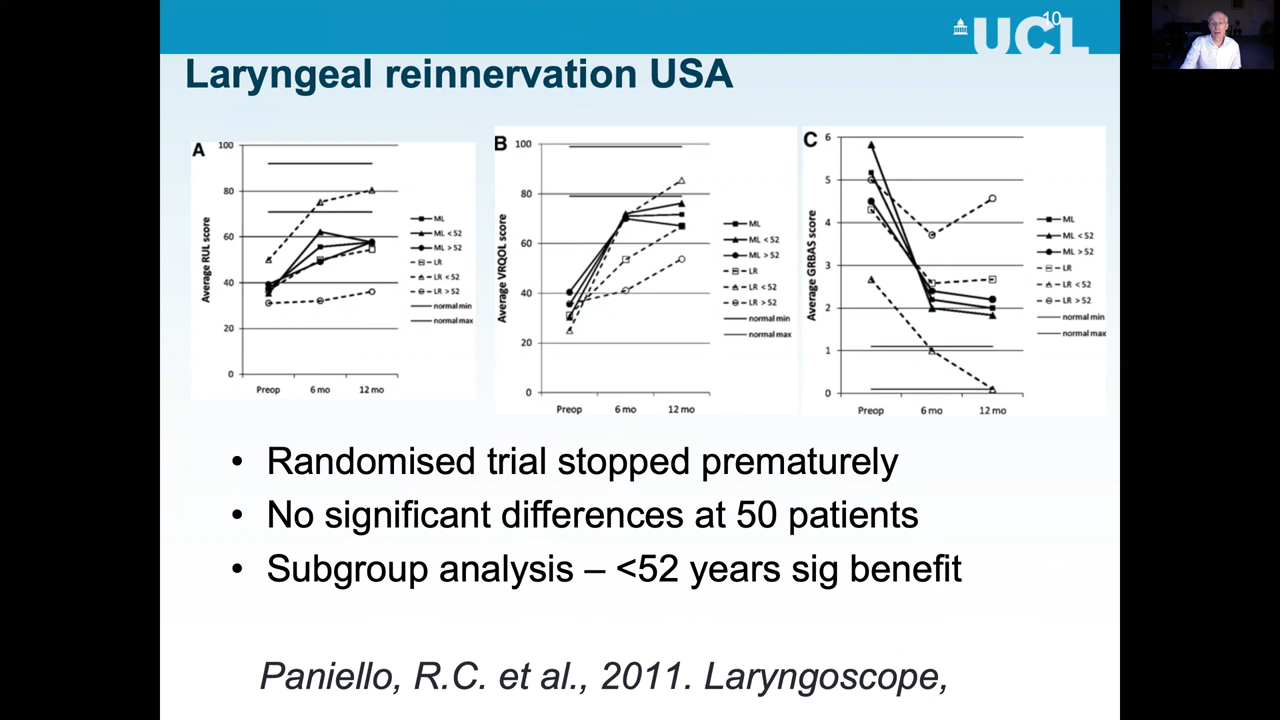 10
UCL
Laryngeal reinnervation USA
A
100
80
60
40
20
0
Average RUL score
Preop 6 mo 12 mo
ML
ML < 52
ML > 52
LR
LR < 52
LR > 52
normal min
normal max
B
100
80
60
40
20
0
Average VRQOL score
Preop 6 mo 12 mo
ML
ML < 52
ML > 52
LR
LR < 52
LR > 52
normal min
normal max
C
6
5
4
3
2
1
0
Average GRBAS score
Preop 6 mo 12 mo
ML
ML < 52
ML > 52
LR
LR < 52
LR > 52
normal min
normal max
• Randomised trial stopped prematurely
• No significant differences at 50 patients
• Subgroup analysis – <52 years sig benefit
Paniello, R.C. et al., 2011. Laryngoscope,